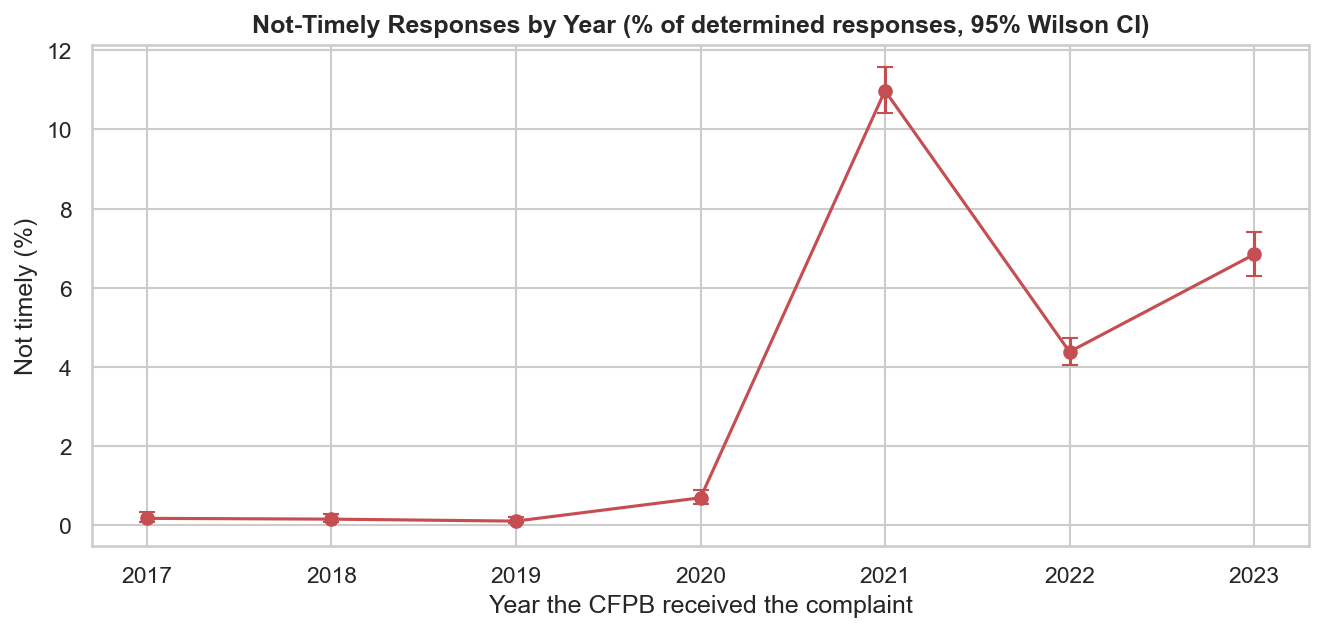 Not-Timely Responses by Year (% of determined responses, 95% Wilson CI)
Not timely (%)
12
10
8
6
4
2
0
2017 2018 2019 2020 2021 2022 2023
Year the CFPB received the complaint